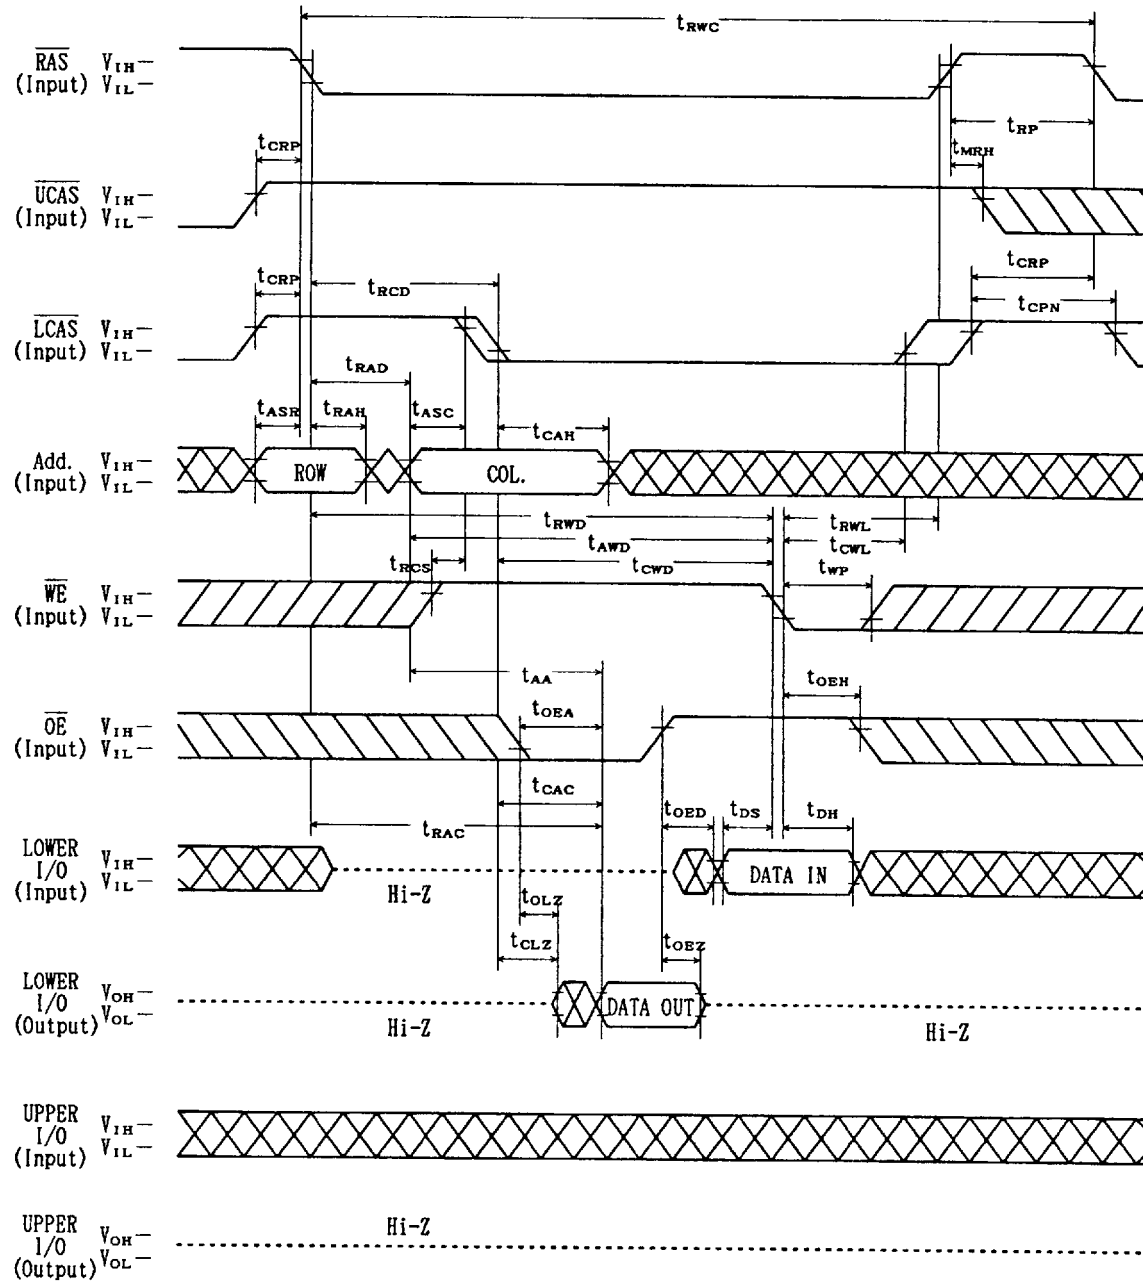 tRWC
RAS VIH—
(Input) VIL—
tRP
tCRP
tMRH
UCAS VIH—
(Input) VIL—
tCRP
tCRP tRCD
tCPN
LCAS VIH—
(Input) VIL—
tRAD
tASR tRAH tASC
tCAH
Add. VIH—
(Input) VIL—
ROW COL.
tRWD tRWL
tAWD tCWL
tRCS tCWD tWP
WE VIH—
(Input) VIL—
tAA tOEH
tOEA
OE VIH—
(Input) VIL—
tCAC
tOED tDS tDH
tRAC
LOWER
I/O VIH—
(Input) VIL—
DATA IN
Hi-Z
tOLZ
tCLZ tOEZ
LOWER
I/O VOH—
(Output) VOL—
DATA OUT
Hi-Z Hi-Z
UPPER
I/O VIH—
(Input) VIL—
UPPER
I/O VOH—
(Output) VOL—
Hi-Z